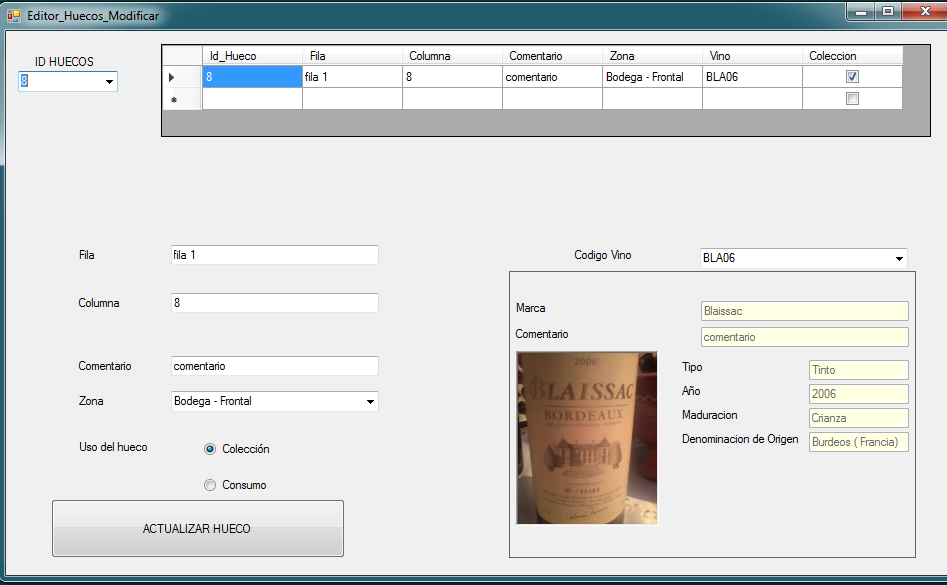 Editor_Huecos_Modificar
ID HUECOS
8
Id_Hueco Fila Columna Comentario Zona Vino Coleccion
8 fila 1 8 comentario Bodega - Frontal BLA06
Fila fila 1
Columna 8
Comentario comentario
Zona Bodega - Frontal
Uso del hueco Colección
Consumo
ACTUALIZAR HUECO
Codigo Vino BLA06
Marca Blaissac
Comentario comentario
2006
BLAISSAC
BORDEAUX
Tipo Tinto
Año 2006
Maduracion Crianza
Denominacion de Origen Burdeos ( Francia)